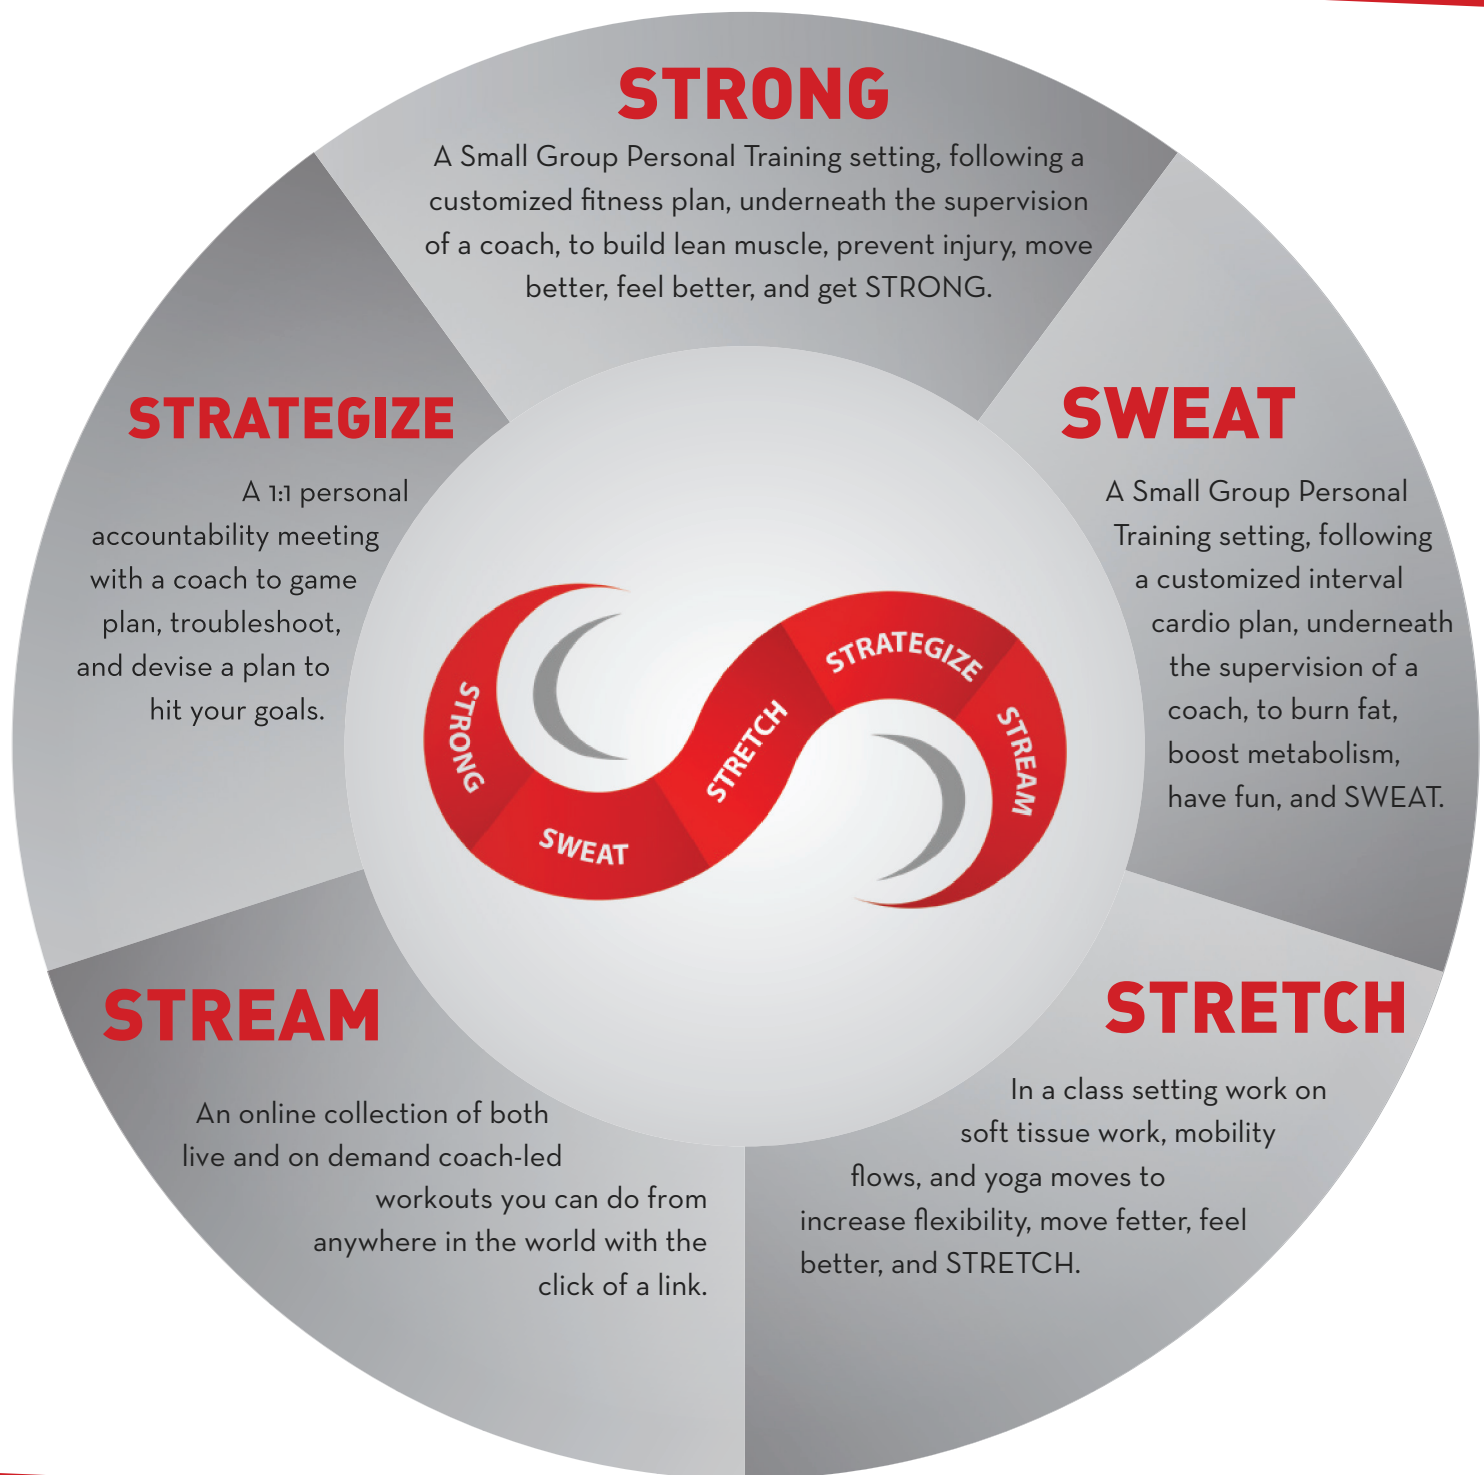 STRONG
A Small Group Personal Training setting, following a
customized fitness plan, underneath the supervision
of a coach, to build lean muscle, prevent injury, move
better, feel better, and get STRONG.
SWEAT
A Small Group Personal
Training setting, following
a customized interval
cardio plan, underneath
the supervision of a
coach, to burn fat,
boost metabolism,
have fun, and SWEAT.
STRETCH
In a class setting work on
soft tissue work, mobility
flows, and yoga moves to
increase flexibility, move fetter, feel
better, and STRETCH.
STREAM
An online collection of both
live and on demand coach-led
workouts you can do from
anywhere in the world with the
click of a link.
STRATEGIZE
A 1:1 personal
accountability meeting
with a coach to game
plan, troubleshoot,
and devise a plan to
hit your goals.
STRONG
SWEAT
STRETCH
STRATEGIZE
STREAM